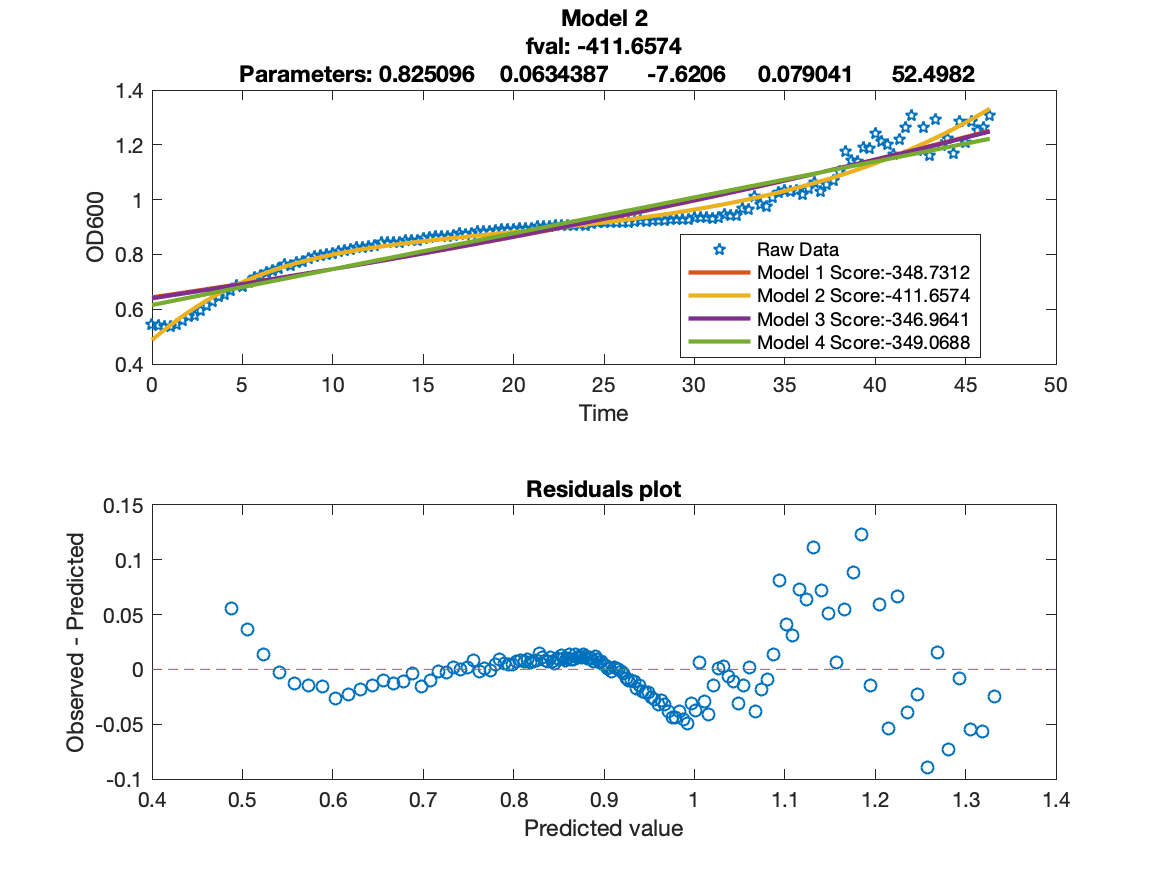 Model 2
fval: -411.6574
Parameters: 0.825096 0.0634387 -7.6206 0.079041 52.4982
1.4
1.2
1
0.8
0.6
0.4
OD600
0 5 10 15 20 25 30 35 40 45 50
Time
Raw Data
Model 1 Score:-348.7312
Model 2 Score:-411.6574
Model 3 Score:-346.9641
Model 4 Score:-349.0688
Residuals plot
0.15
0.1
0.05
0
-0.05
-0.1
Observed - Predicted
0.4 0.5 0.6 0.7 0.8 0.9 1 1.1 1.2 1.3 1.4
Predicted value